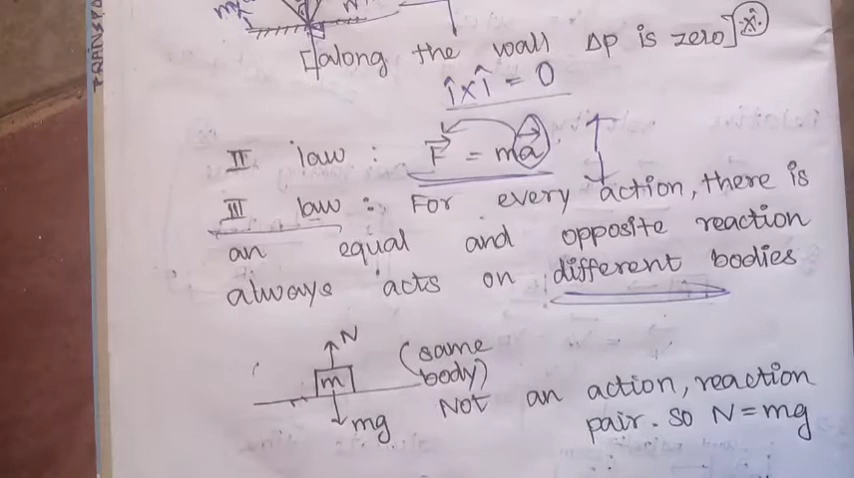 [along the wall Δp is zero] x̂
î×î = 0
II law : F⃗ = ma⃗
III law : For every action, there is
an equal and opposite reaction
always acts on different bodies
N
m
mg
(same
body)
Not an action, reaction
pair. so N = mg